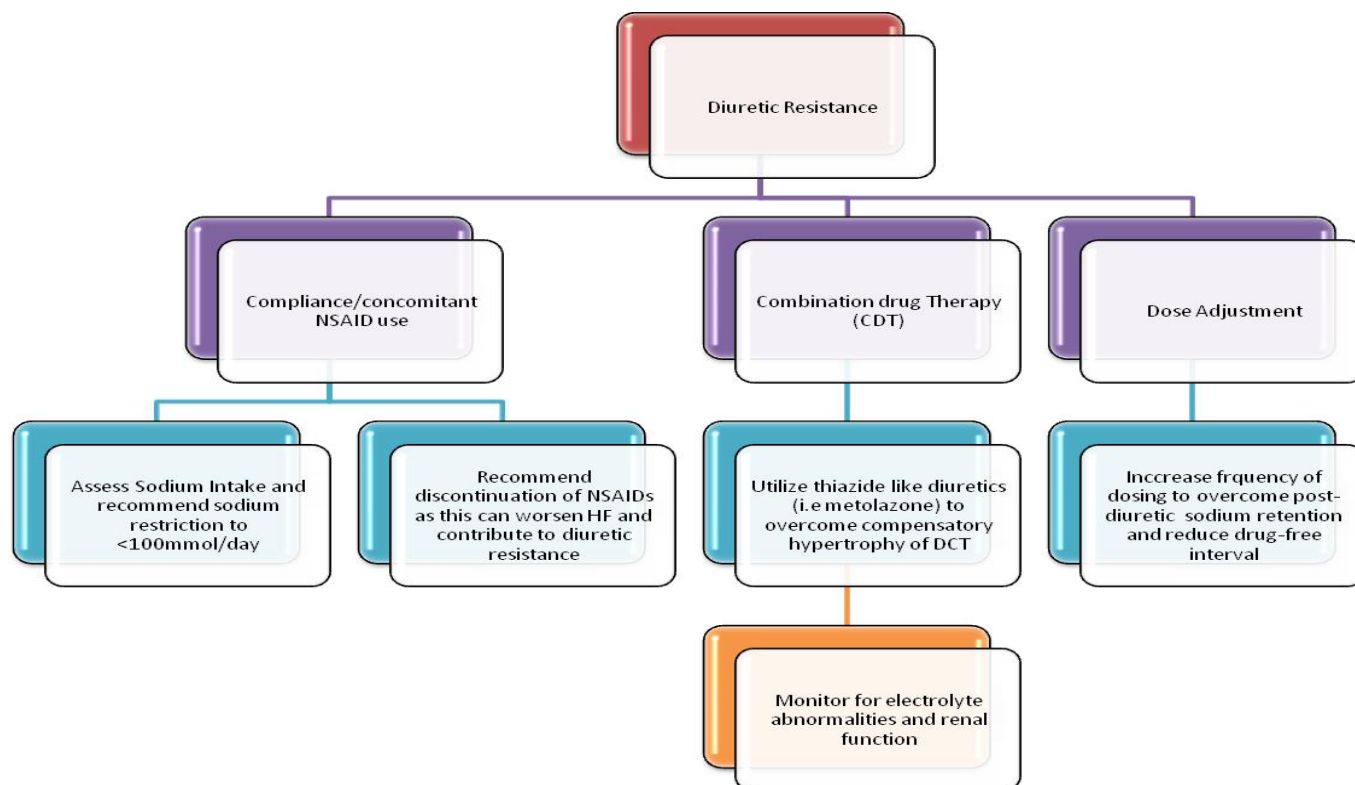 Diuretic Resistance
Compliance/concomitant
NSAID use
Combination drug Therapy
(CDT)
Dose Adjustment
Assess Sodium Intake and
recommend sodium
restriction to
<100mmol/day
Recommend
discontinuation of NSAIDs
as this can worsen HF and
contribute to diuretic
resistance
Utilize thiazide like diuretics
(i.e metolazone) to
overcome compensatory
hypertrophy of DCT
Inccrease frquency of
dosing to overcome post-
diuretic sodium retention
and reduce drug-free
interval
Monitor for electrolyte
abnormalities and renal
function